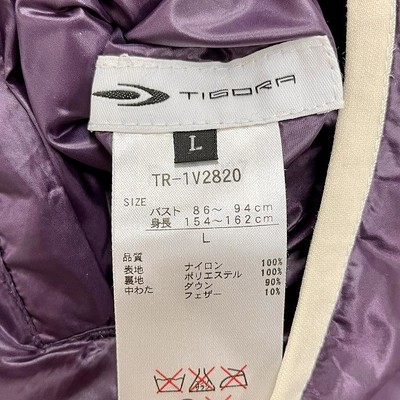 TIGORA
L
TR-1V2820
SIZE
バスト 86～ 94cm
身長 154～162cm
L
品質
表地 ナイロン 100%
裏地 ポリエステル 100%
中わた ダウン 90%
フェザー 10%